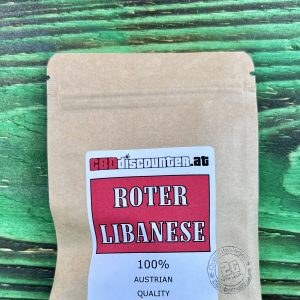 CBDdiscounter.at
ROTER
LIBANESE
100%
AUSTRIAN
QUALITY